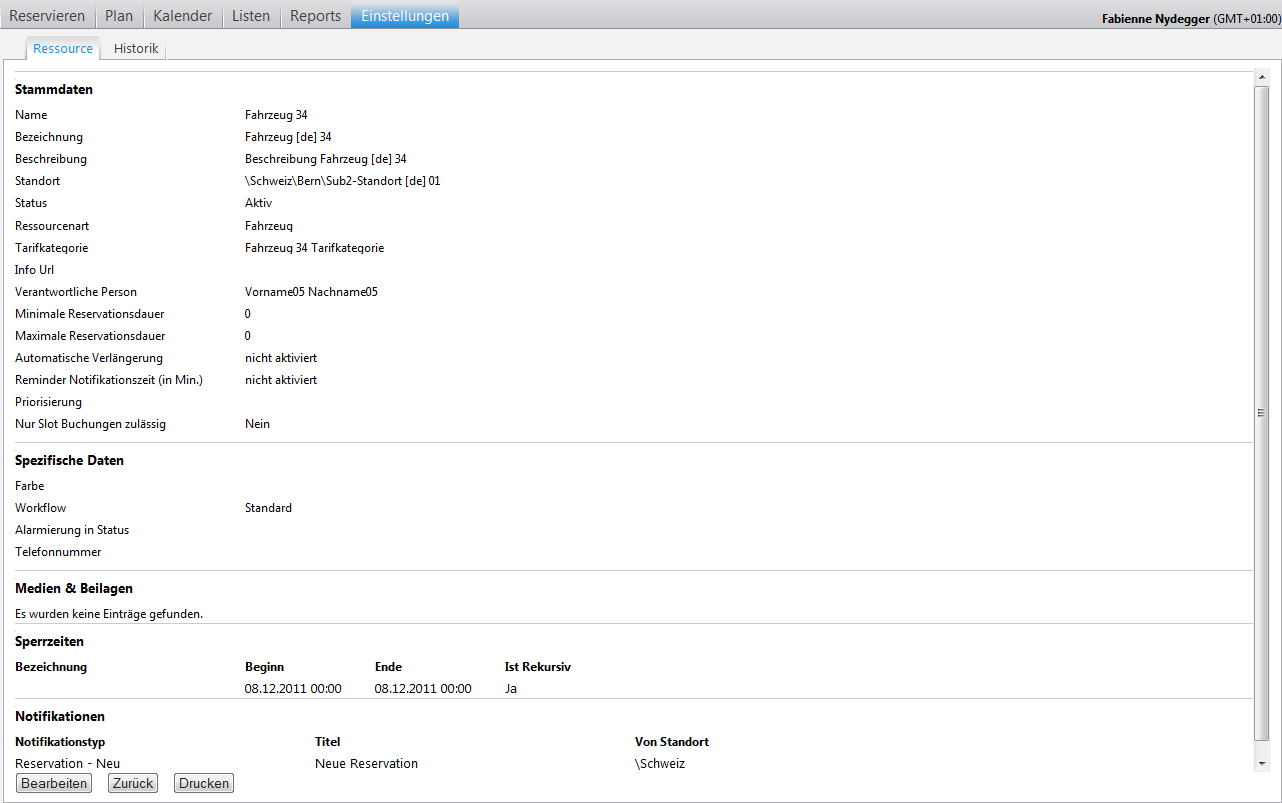 Reservieren Plan Kalender Listen Reports Einstellungen Fabienne Nydegger (GMT+01:00)
Ressource Historik
Stammdaten
Name Fahrzeug 34
Bezeichnung Fahrzeug [de] 34
Beschreibung Beschreibung Fahrzeug [de] 34
Standort \Schweiz\Bern\Sub2-Standort [de] 01
Status Aktiv
Ressourcenart Fahrzeug
Tarifkategorie Fahrzeug 34 Tarifkategorie
Info Url
Verantwortliche Person Vorname05 Nachname05
Minimale Reservationsdauer 0
Maximale Reservationsdauer 0
Automatische Verlängerung nicht aktiviert
Reminder Notifikationszeit (in Min.) nicht aktiviert
Priorisierung
Nur Slot Buchungen zulässig Nein
Spezifische Daten
Farbe
Workflow Standard
Alarmierung in Status
Telefonnummer
Medien & Beilagen
Es wurden keine Einträge gefunden.
Sperrzeiten
Bezeichnung Beginn Ende Ist Rekursiv
08.12.2011 00:00 08.12.2011 00:00 Ja
Notifikationen
Notifikationstyp Titel Von Standort
Reservation - Neu Neue Reservation \Schweiz
Bearbeiten Zurück Drucken